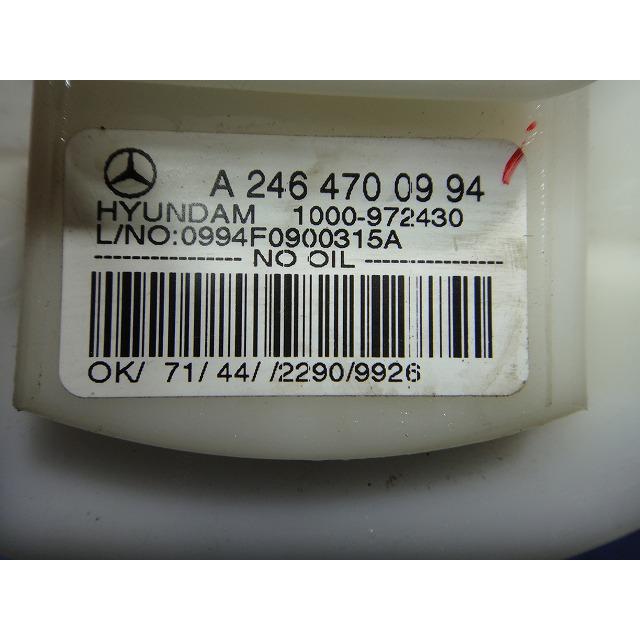 A 246 470 09 94
HYUNDAM 1000-972430
L/NO:0994F0900315A
---------------- NO OIL ----------------
OK/ 71/ 44/ /2290/9926